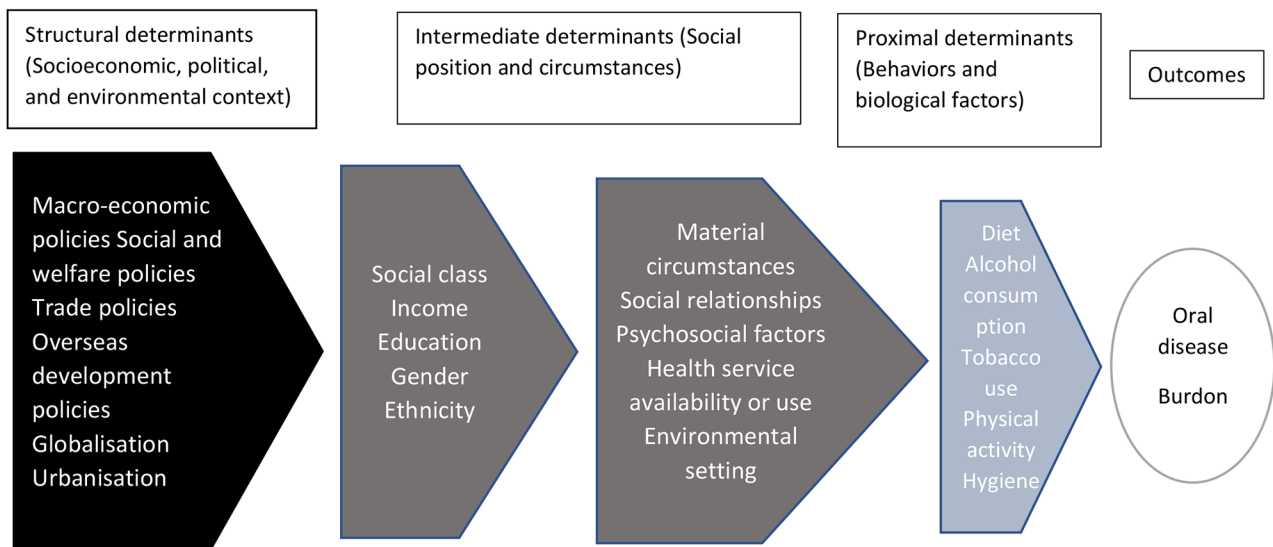 Structural determinants
(Socioeconomic, political,
and environmental context)
Intermediate determinants (Social
position and circumstances)
Proximal determinants
(Behaviors and
biological factors)
Outcomes
Macro-economic
policies Social and
welfare policies
Trade policies
Overseas
development
policies
Globalisation
Urbanisation
Social class
Income
Education
Gender
Ethnicity
Material
circumstances
Social relationships
Psychosocial factors
Health service
availability or use
Environmental
setting
Diet
Alcohol
consum
ption
Tobacco
use
Physical
activity
Hygiene
Oral
disease
Burdon